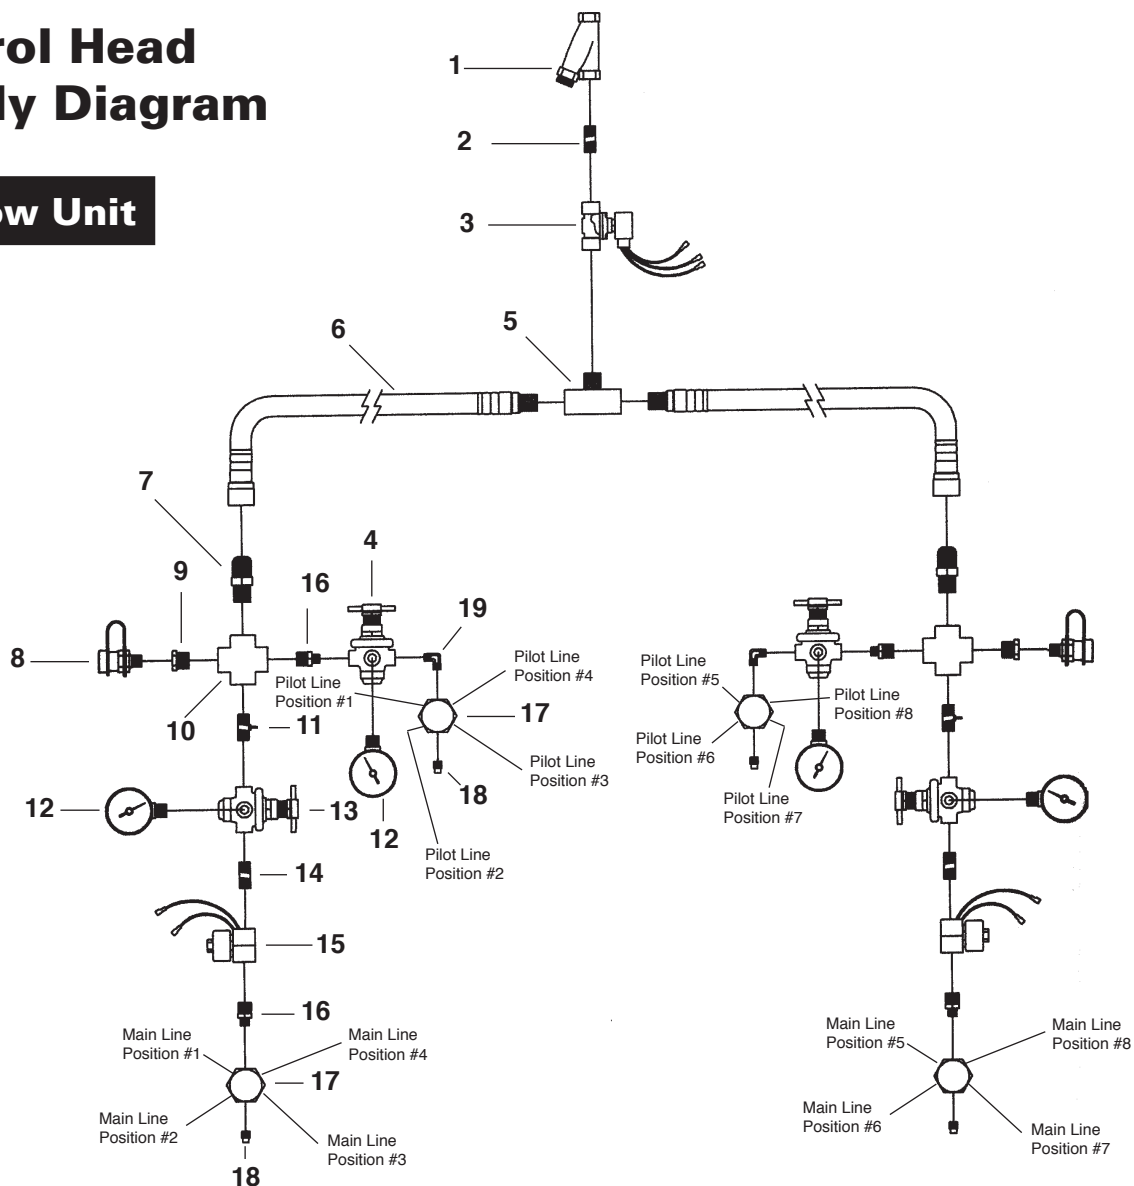 rol Head
ly Diagram
ow Unit
1
2
3
5
6
7
4
9
16
19
8
Pilot Line
Position #4
Pilot Line
Position #1
17
10
11
Pilot Line
Position #3
18
12
13
12
Pilot Line
Position #2
14
15
16
Main Line
Position #1
Main Line
Position #4
17
Main Line
Position #2
Main Line
Position #3
18
Pilot Line
Position #5
Pilot Line
Position #8
Pilot Line
Position #6
Pilot Line
Position #7
Main Line
Position #5
Main Line
Position #8
Main Line
Position #6
Main Line
Position #7